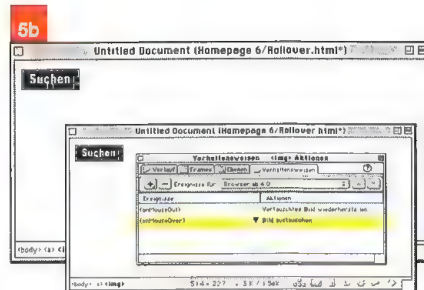 5b
Untitled Document (Homepage 6/Rollover.html*)
Suchen
Untitled Document (Homepage 6/Rollover.html*)
Suchen
Verhaltensweisen <img> Aktionen
Verlauf Frames Ebenen Verhaltensweisen
Ereignisse für Browser ab 4.0
Ereignisse Aktionen
(onMouseOut) Vertauschtes Bild wiederherstellen
(onMouseOver) Bild austauschen
<body> <a>
<body> <a> <img>